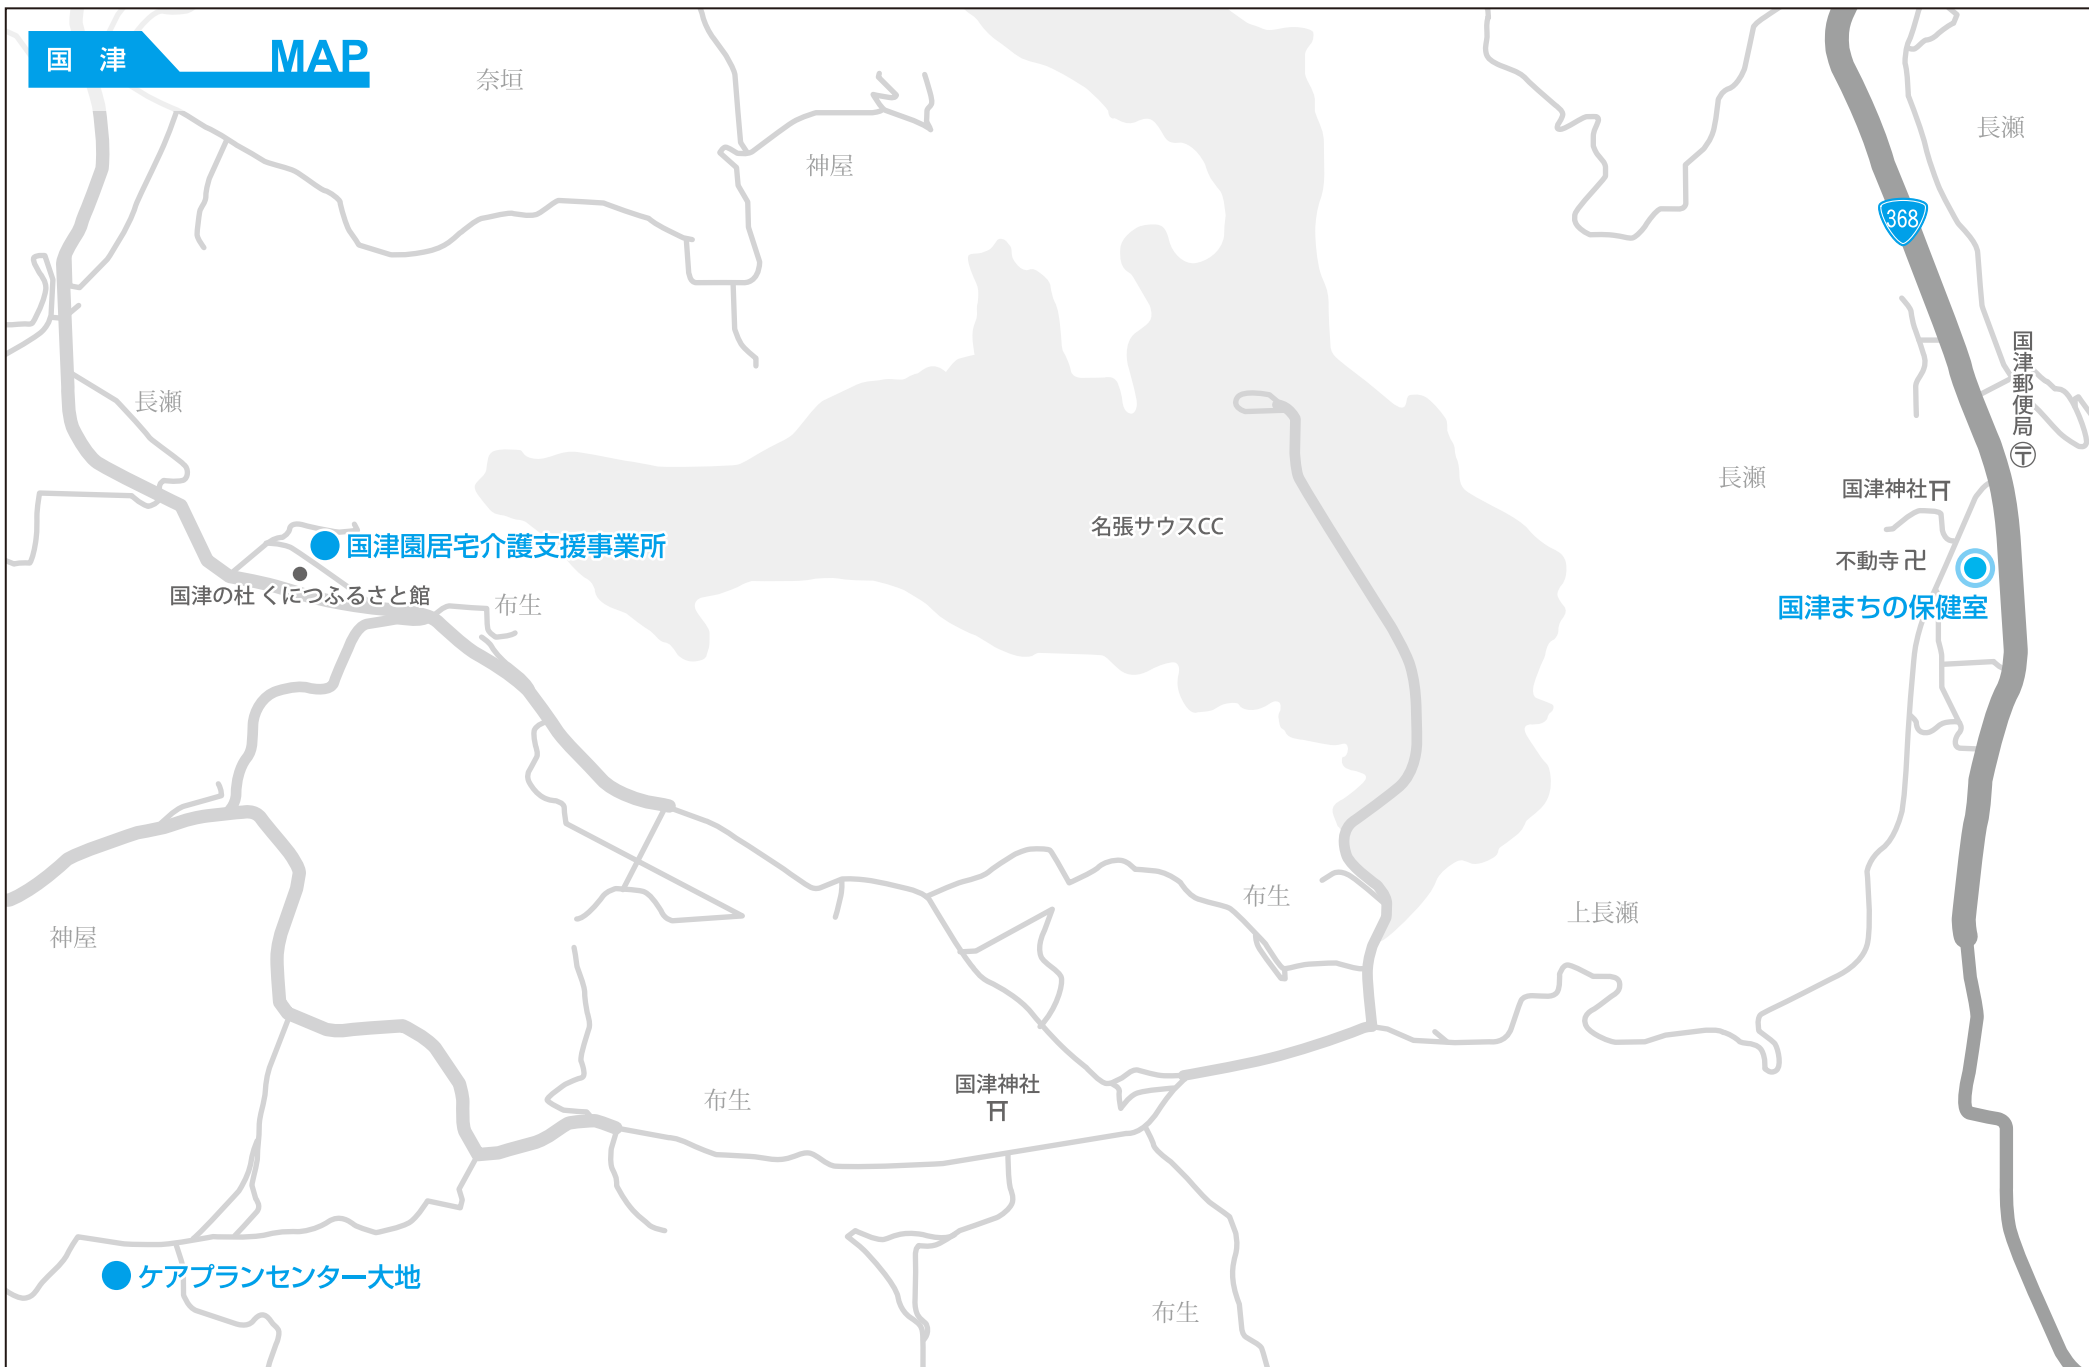 国津 MAP
奈垣
神屋
長瀬
368
国津郵便局
長瀬
長瀬
国津神社
名張サウスCC
国津園居宅介護支援事業所
不動寺
国津の杜 くにつふるさと館
布生
国津まちの保健室
布生
上長瀬
神屋
国津神社
布生
ケアプランセンター大地
布生